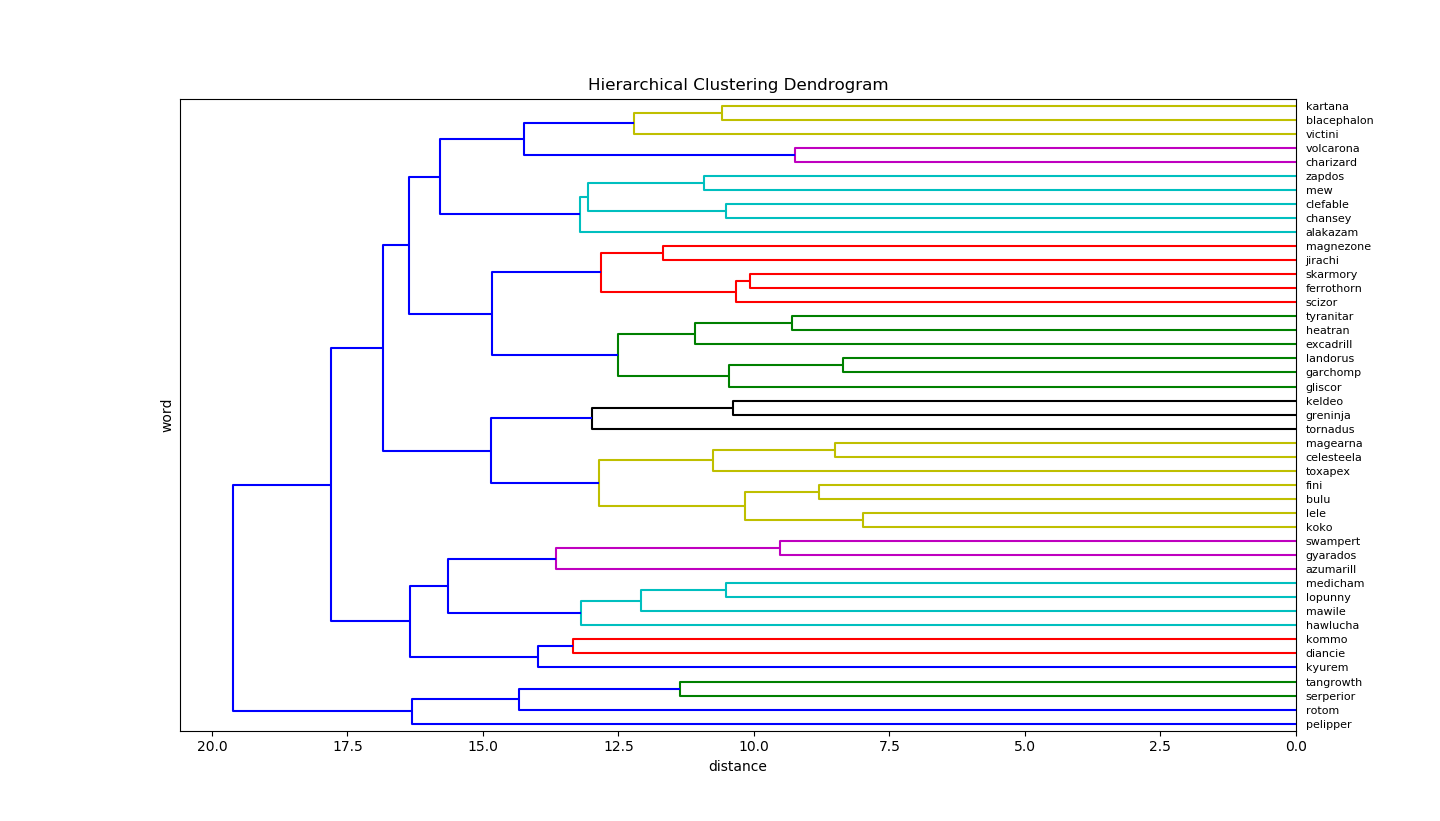 Hierarchical Clustering Dendrogram
kartana
blacephalon
victini
volcarona
charizard
zapdos
mew
clefable
chansey
alakazam
magnezone
jirachi
skarmory
ferrothorn
scizor
tyranitar
heatran
excadrill
landorus
garchomp
gliscor
keldeo
greninja
tornadus
magearna
celesteela
toxapex
fini
bulu
lele
koko
swampert
gyarados
azumarill
medicham
lopunny
mawile
hawlucha
kommo
diancie
kyurem
tangrowth
serperior
rotom
pelipper
word
20.0 17.5 15.0 12.5 10.0 7.5 5.0 2.5 0.0
distance